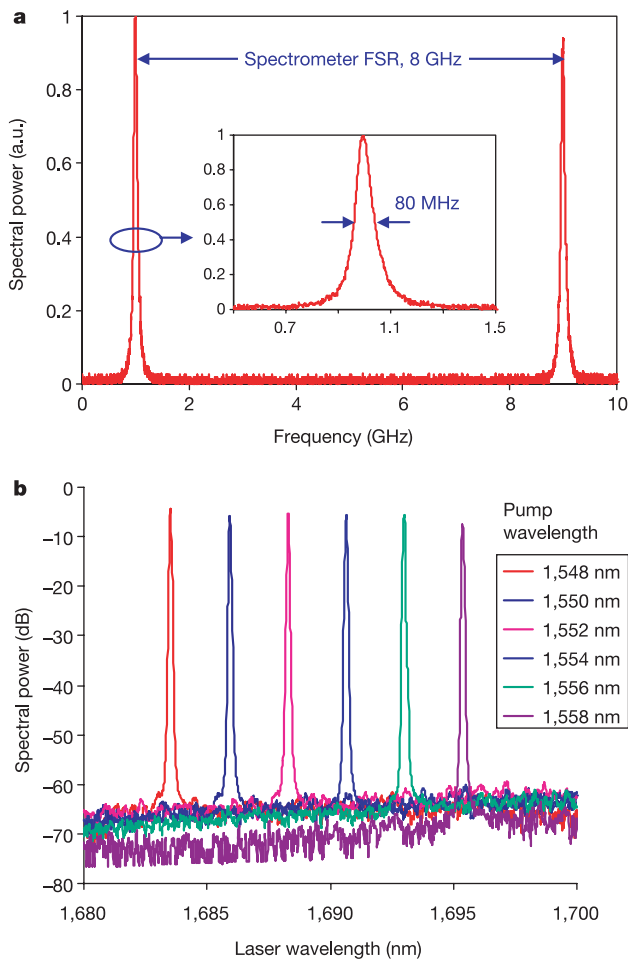 a
1
0.8
0.6
0.4
0.2
0
Spectral power (a.u.)
Spectrometer FSR, 8 GHz
1
0.8
0.6
0.4
0.2
0
80 MHz
0.7 1.1 1.5
0 2 4 6 8 10
Frequency (GHz)
b
0
–10
–20
–30
–40
–50
–60
–70
–80
Spectral power (dB)
Pump
wavelength
1,548 nm
1,550 nm
1,552 nm
1,554 nm
1,556 nm
1,558 nm
1,680 1,685 1,690 1,695 1,700
Laser wavelength (nm)